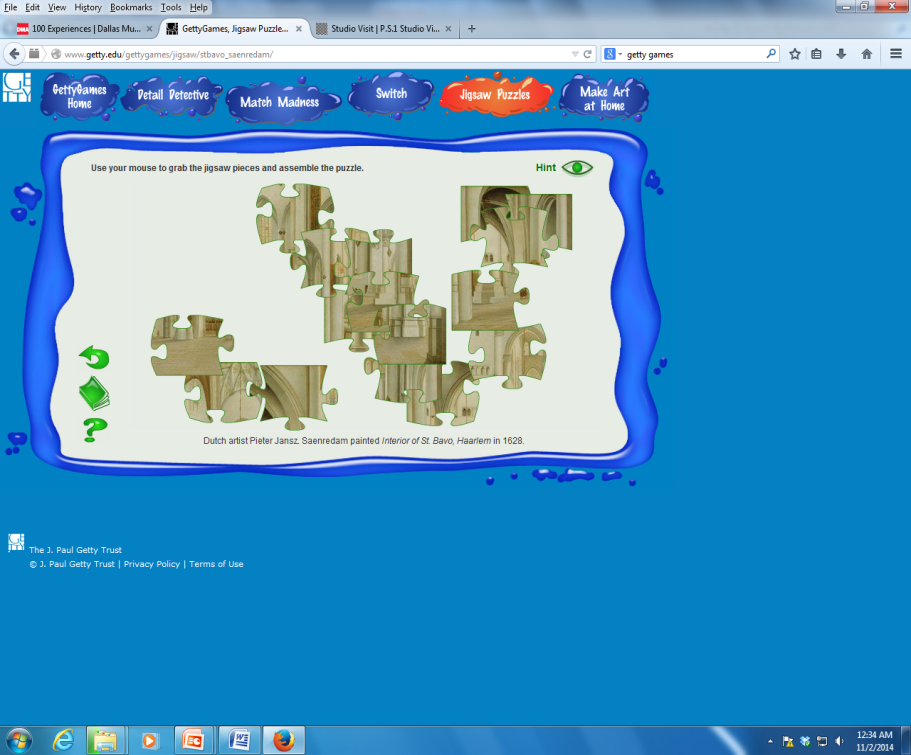 File Edit View History Bookmarks Tools Help
DMA 100 Experiences | Dallas Mu... × GettyGames, Jigsaw Puzzle... × Studio Visit | P.S.1 Studio Vi... × +
www.getty.edu/gettygames/jigsaw/stbavo_saenredam/ 8 getty games
GettyGames Home
Detail Detective
Match Madness
Switch
Jigsaw Puzzles
Make Art at Home
Use your mouse to grab the jigsaw pieces and assemble the puzzle. Hint
?
Dutch artist Pieter Jansz. Saenredam painted Interior of St. Bavo, Haarlem in 1628.
The J. Paul Getty Trust
© J. Paul Getty Trust | Privacy Policy | Terms of Use
12:34 AM
11/2/2014